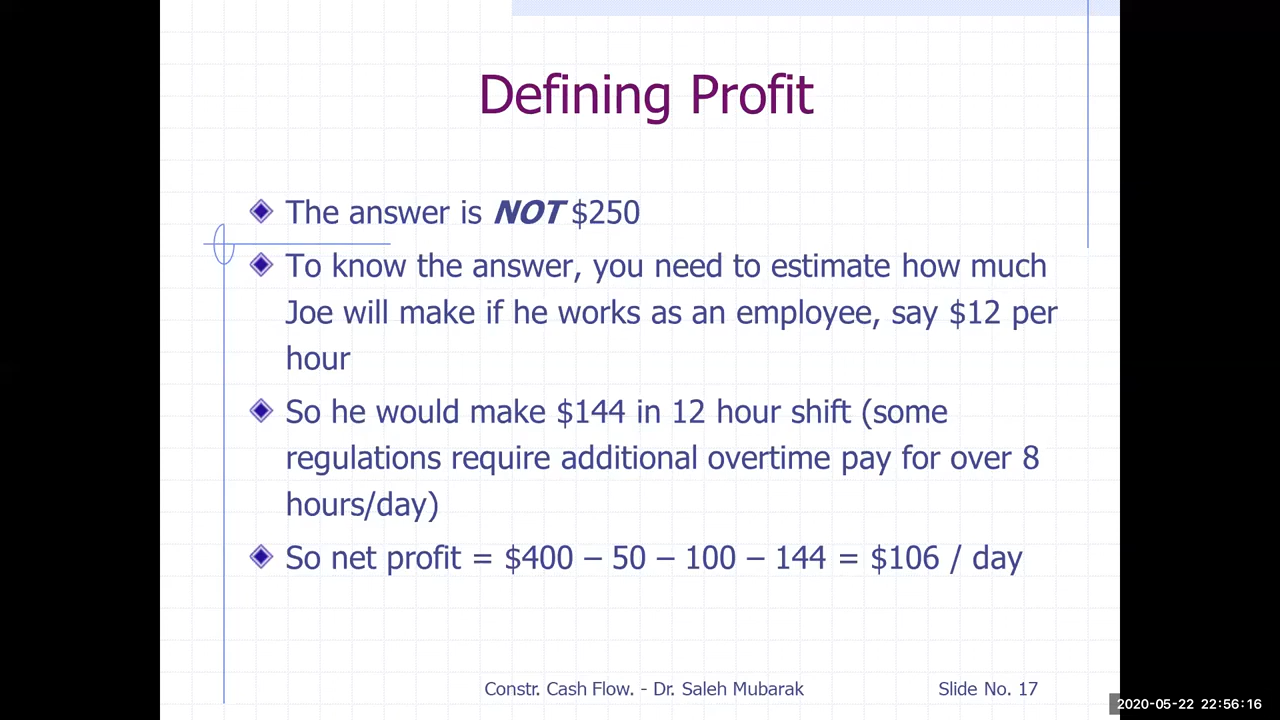 Defining Profit
The answer is NOT $250
To know the answer, you need to estimate how much
Joe will make if he works as an employee, say $12 per
hour
So he would make $144 in 12 hour shift (some
regulations require additional overtime pay for over 8
hours/day)
So net profit = $400 – 50 – 100 – 144 = $106 / day
Constr. Cash Flow. - Dr. Saleh Mubarak
Slide No. 17
2020-05-22 22:56:16